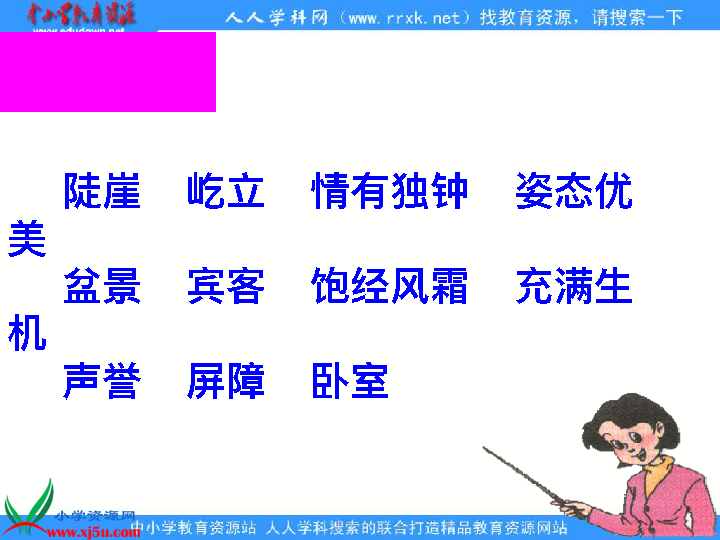 中小学教育资源
www.edudown.net
人人学科网（www.rrxk.net）找教育资源，请搜索一下
陡崖 屹立 情有独钟 姿态优
美
盆景 宾客 饱经风霜 充满生
机
声誉 屏障 卧室
小学资源网
www.xj5u.com
中小学教育资源站 人人学科搜索的联合打造精品教育资源网站